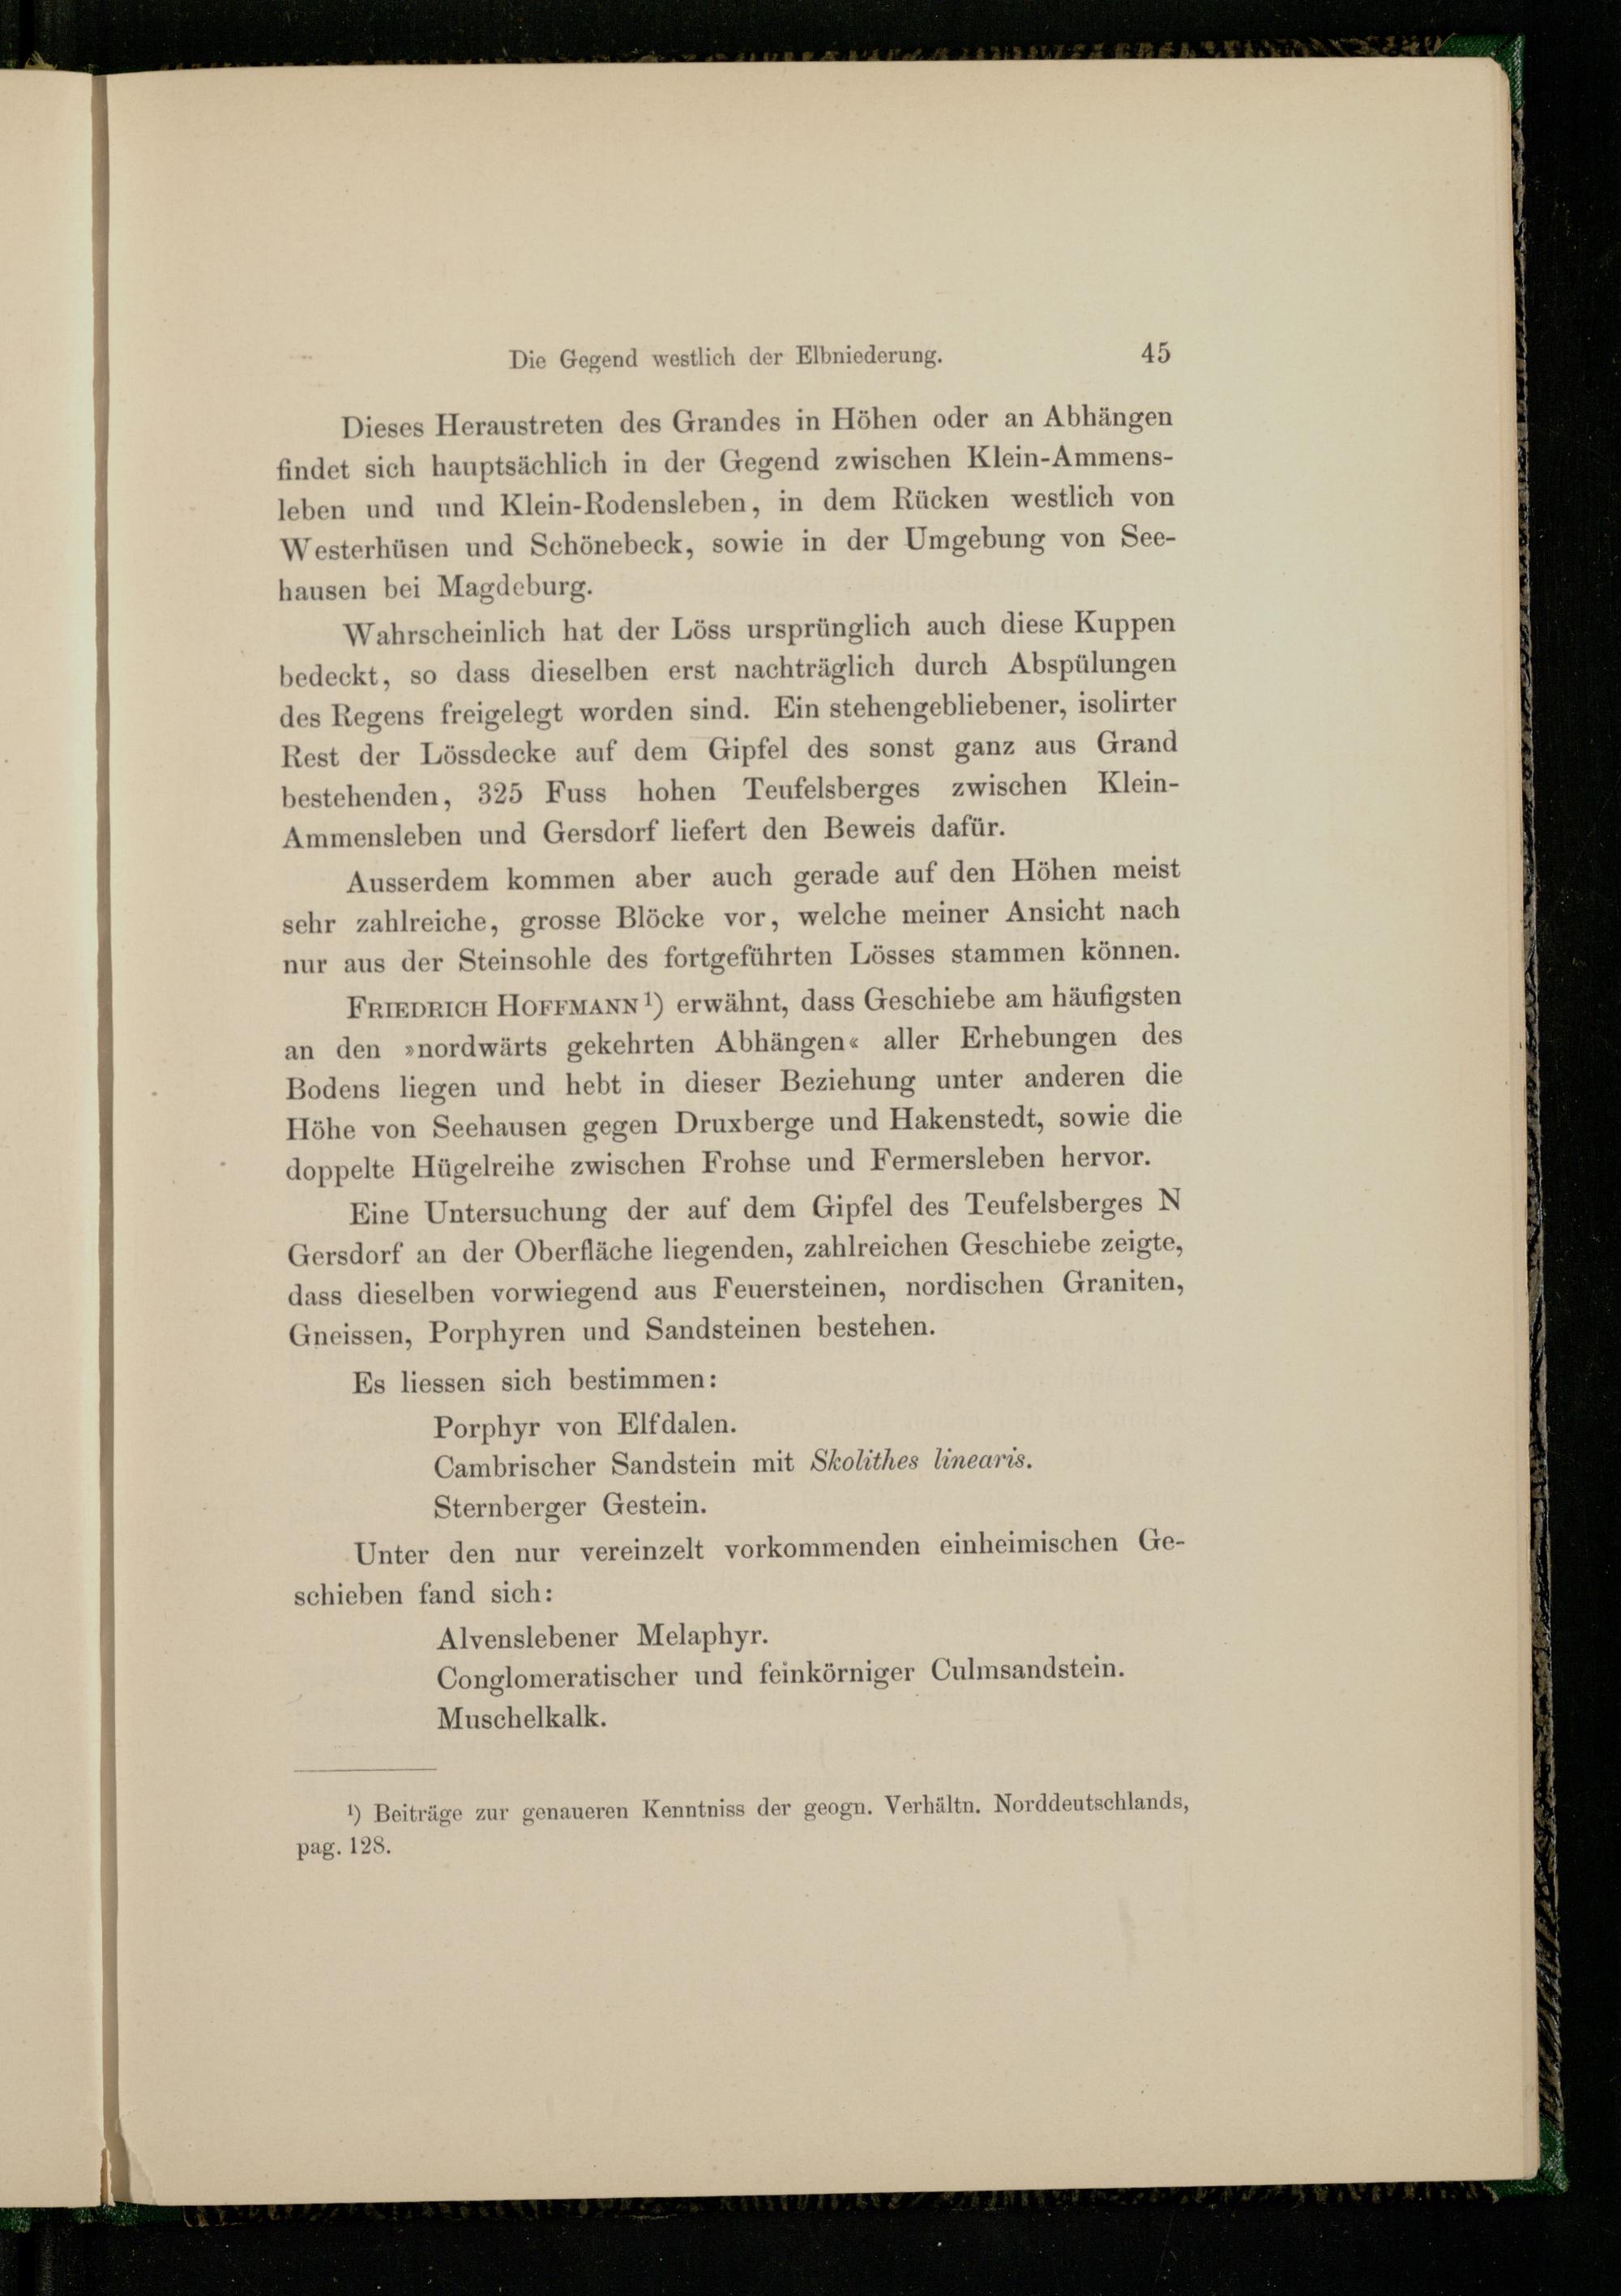 Die Gegend westlich der Elbniederung. 45
Dieses Heraustreten des Grandes in Höhen oder an Abhängen
findet sich hauptsächlich in der Gegend zwischen Klein-Ammens-
leben und und Klein-Rodensleben, in dem Rücken westlich von
Westerhüsen und Schönebeck, sowie in der Umgebung von See-
hausen bei Magdeburg.
Wahrscheinlich hat der Löss ursprünglich auch diese Kuppen
bedeckt, so dass dieselben erst nachträglich durch Abspülungen
des Regens freigelegt worden sind. Ein stehengebliebener, isolirter
Rest der Lössdecke auf dem Gipfel des sonst ganz aus Grand
bestehenden, 325 Fuss hohen Teufelsberges zwischen Klein-
Ammensleben und Gersdorf liefert den Beweis dafür.
Ausserdem kommen aber auch gerade auf den Höhen meist
sehr zahlreiche, grosse Blöcke vor, welche meiner Ansicht nach
nur aus der Steinsohle des fortgeführten Lösses stammen können.
FRIEDRICH HOFFMANN¹) erwähnt, dass Geschiebe am häufigsten
an den »nordwärts gekehrten Abhängen« aller Erhebungen des
Bodens liegen und hebt in dieser Beziehung unter anderen die
Höhe von Seehausen gegen Druxberge und Hakenstedt, sowie die
doppelte Hügelreihe zwischen Frohse und Fermersleben hervor.
Eine Untersuchung der auf dem Gipfel des Teufelsberges N
Gersdorf an der Oberfläche liegenden, zahlreichen Geschiebe zeigte,
dass dieselben vorwiegend aus Feuersteinen, nordischen Graniten,
Gneissen, Porphyren und Sandsteinen bestehen.
Es liessen sich bestimmen:
Porphyr von Elfdalen.
Cambrischer Sandstein mit Skolithes linearis.
Sternberger Gestein.
Unter den nur vereinzelt vorkommenden einheimischen Ge-
schieben fand sich:
Alvenslebener Melaphyr.
Conglomeratischer und feinkörniger Culmsandstein.
Muschelkalk.
¹) Beiträge zur genaueren Kenntniss der geogn. Verhältn. Norddeutschlands,
pag. 128.